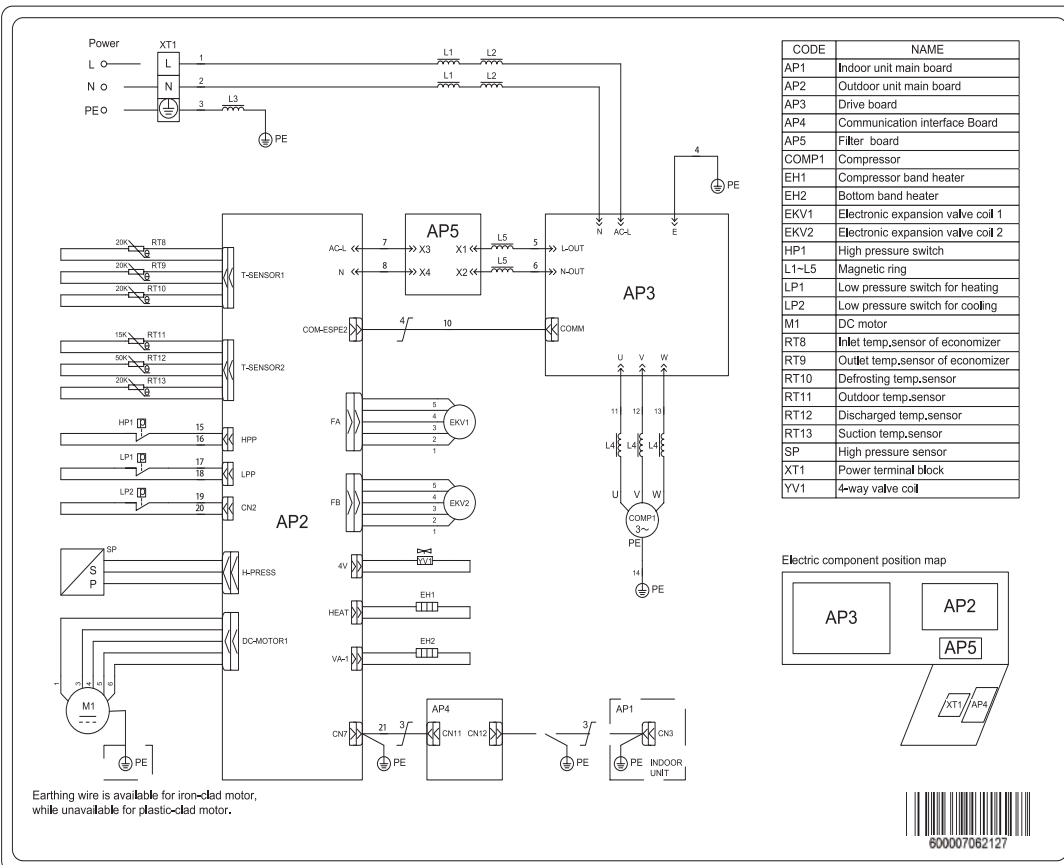 Power
XT1
L
L
1
L1
L2
N
N
2
L1
L2
PE
3
L3
PE
4
PE
N
AC-L
E
AP5
AC-L
7
X3
X1
L5
5
L-OUT
N
8
X4
X2
L5
6
N-OUT
AP3
COM-ESPE2
4
10
COMM
U
V
W
11
12
13
L4
L4
L4
U
V
W
COMP1
3~
PE
14
PE
20K
RT8
20K
RT9
20K
RT10
T-SENSOR1
15K
RT11
50K
RT12
20K
RT13
T-SENSOR2
HP1
P
15
16
HPP
LP1
P
17
18
LPP
LP2
P
19
20
CN2
AP2
SP
S
P
H-PRESS
DC-MOTOR1
1
3
4
5
6
M1
PE
FA
5
4
3
2
1
EKV1
FB
5
4
3
2
1
EKV2
4V
YV1
HEAT
EH1
VA-1
EH2
CN7
21
3
PE
AP4
CN11
CN12
PE
3
AP1
CN3
PE
INDOOR
UNIT
Earthing wire is available for iron-clad motor,
while unavailable for plastic-clad motor.
CODE NAME
AP1 Indoor unit main board
AP2 Outdoor unit main board
AP3 Drive board
AP4 Communication interface Board
AP5 Filter board
COMP1 Compressor
EH1 Compressor band heater
EH2 Bottom band heater
EKV1 Electronic expansion valve coil 1
EKV2 Electronic expansion valve coil 2
HP1 High pressure switch
L1~L5 Magnetic ring
LP1 Low pressure switch for heating
LP2 Low pressure switch for cooling
M1 DC motor
RT8 Inlet temp.sensor of economizer
RT9 Outlet temp.sensor of economizer
RT10 Defrosting temp.sensor
RT11 Outdoor temp.sensor
RT12 Discharged temp.sensor
RT13 Suction temp.sensor
SP High pressure sensor
XT1 Power terminal block
YV1 4-way valve coil
Electric component position map
AP3
AP2
AP5
XT1
AP4
600007062127